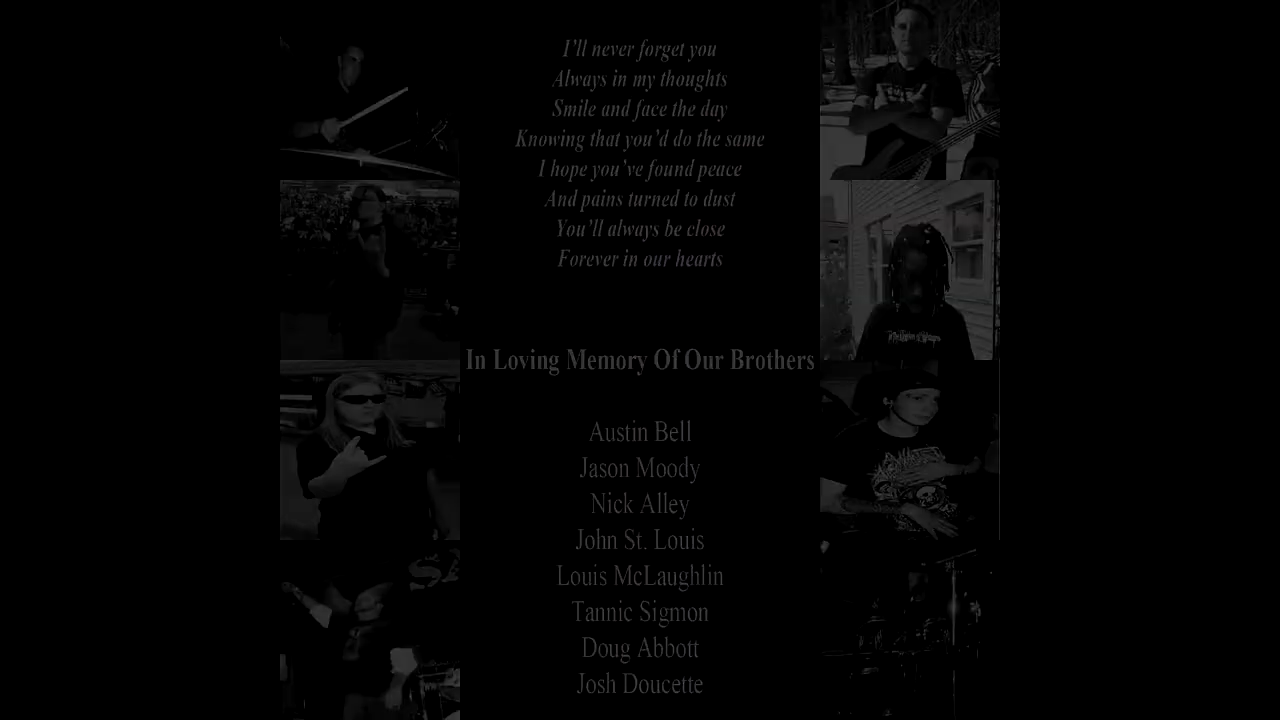 I'll never forget you
Always in my thoughts
Smile and face the day
Knowing that you'd do the same
I hope you've found peace
And pains turned to dust
You'll always be close
Forever in our hearts
In Loving Memory Of Our Brothers
Austin Bell
Jason Moody
Nick Alley
John St. Louis
Louis McLaughlin
Tannic Sigmon
Doug Abbott
Josh Doucette